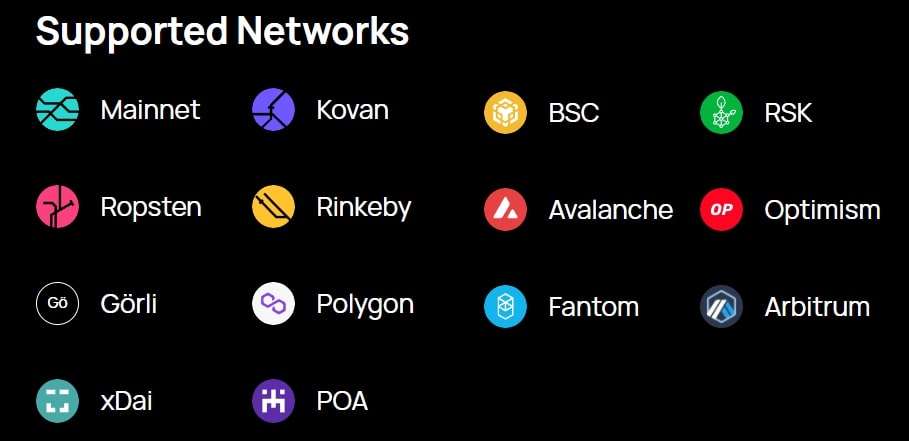 Supported Networks
Mainnet Kovan BSC RSK
Ropsten Rinkeby Avalanche OP Optimism
Gö Görli Polygon Fantom Arbitrum
xDai POA